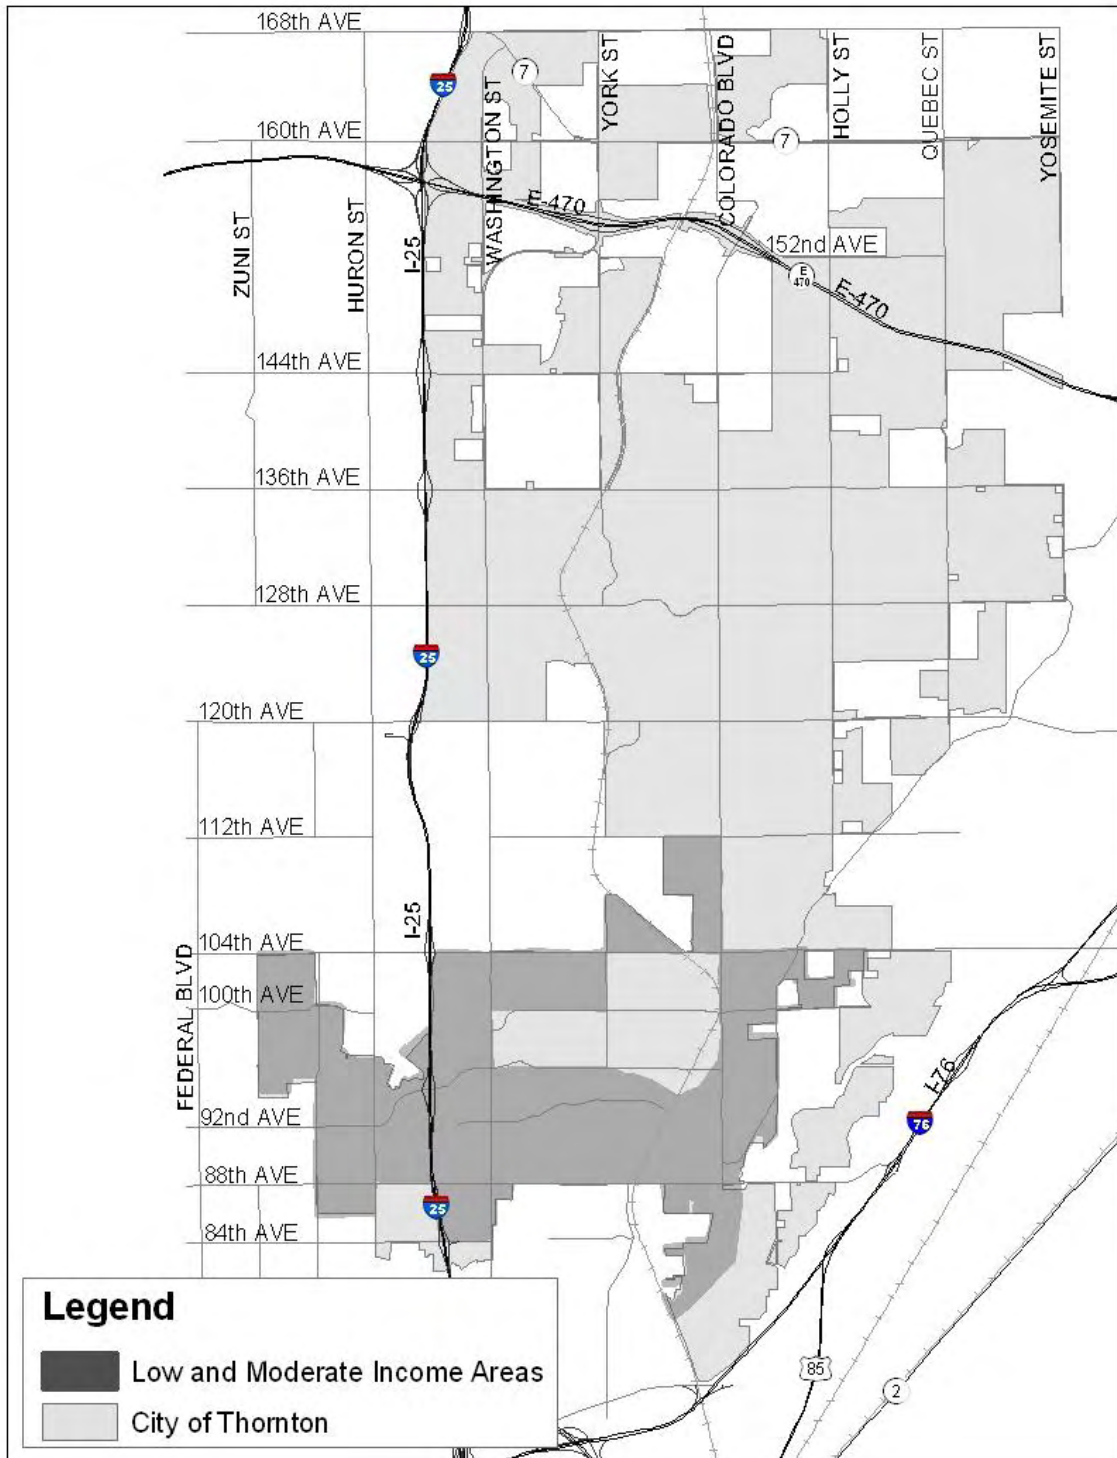 168th AVE
25
7
WASHINGTON ST
YORK ST
COLORADO BLVD
HOLLY ST
QUEBEC ST
YOSEMITE ST
160th AVE
7
ZUNI ST
HURON ST
I-25
E-470
152nd AVE
E
470
E-470
144th AVE
136th AVE
128th AVE
25
120th AVE
112th AVE
I-25
104th AVE
FEDERAL BLVD
100th AVE
I-76
92nd AVE
76
88th AVE
25
84th AVE
85
2
Legend
Low and Moderate Income Areas
City of Thornton